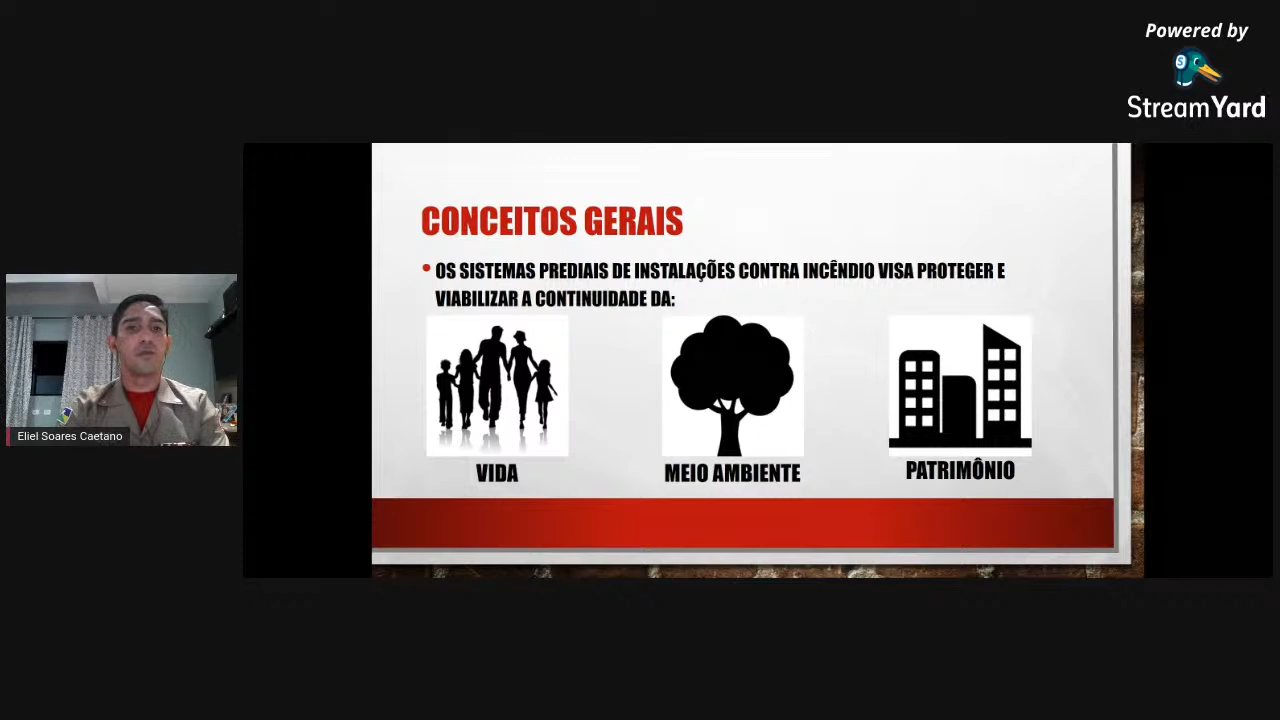 Powered by
StreamYard
CONCEITOS GERAIS
• OS SISTEMAS PREDIAIS DE INSTALAÇÕES CONTRA INCÊNDIO VISA PROTEGER E
VIABILIZAR A CONTINUIDADE DA:
VIDA
MEIO AMBIENTE
PATRIMÔNIO
Eliel Soares Caetano